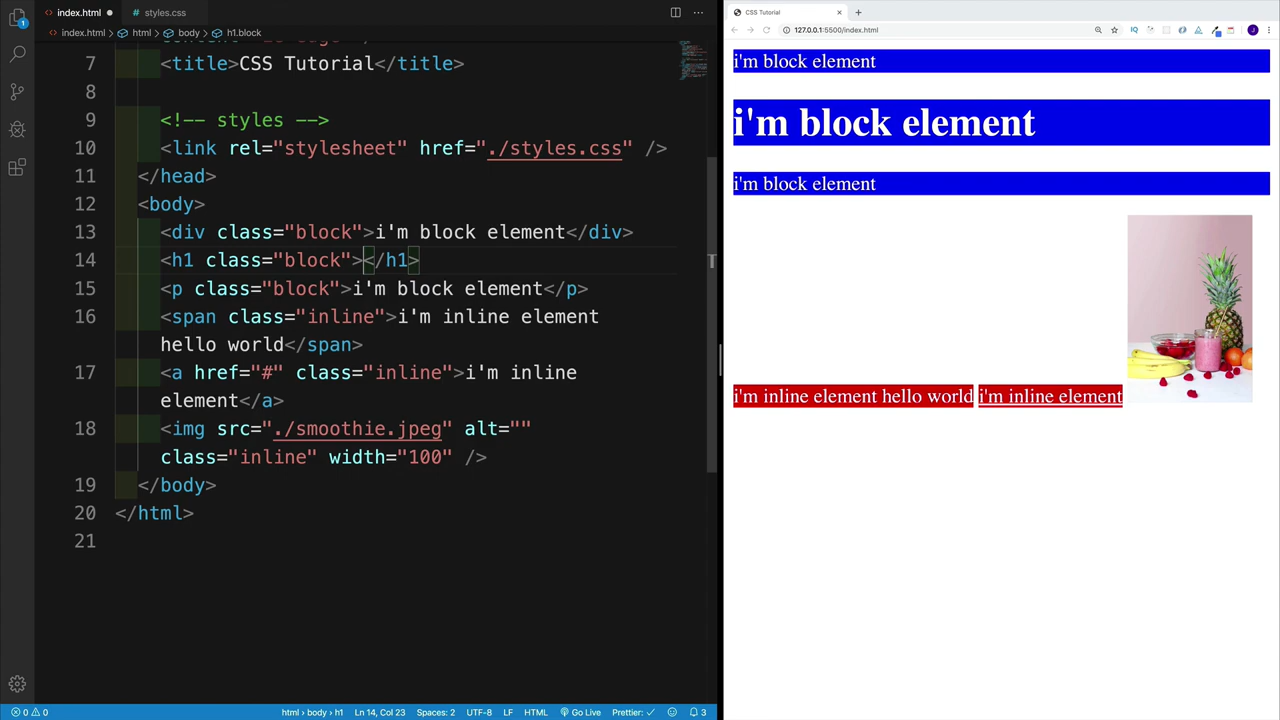 index.html ● styles.css
index.html > html > body > h1.block
7 <title>CSS Tutorial</title>
8
9 <!-- styles -->
10 <link rel="stylesheet" href="./styles.css" />
11 </head>
12 <body>
13 <div class="block">i'm block element</div>
14 <h1 class="block"></h1>
15 <p class="block">i'm block element</p>
16 <span class="inline">i'm inline element
hello world</span>
17 <a href="#" class="inline">i'm inline
element</a>
18 <img src="./smoothie.jpeg" alt=""
class="inline" width="100" />
19 </body>
20 </html>
21
0 0 html > body > h1 Ln 14, Col 23 Spaces: 2 UTF-8 LF HTML Go Live Prettier: ✓ 3
CSS Tutorial
127.0.0.1:5500/index.html
i'm block element
i'm block element
i'm block element
i'm inline element hello world i'm inline element